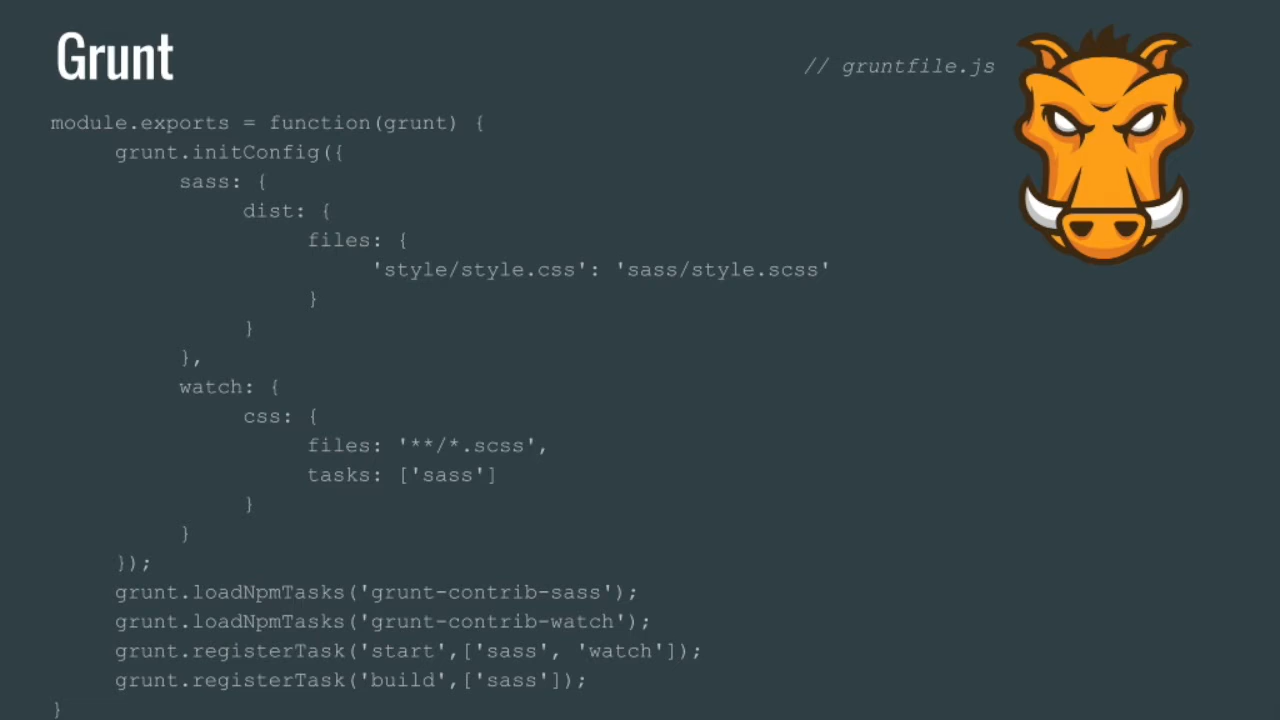 Grunt
// gruntfile.js
module.exports = function(grunt) {
grunt.initConfig({
sass: {
dist: {
files: {
'style/style.css': 'sass/style.scss'
}
}
},
watch: {
css: {
files: '**/*.scss',
tasks: ['sass']
}
}
});
grunt.loadNpmTasks('grunt-contrib-sass');
grunt.loadNpmTasks('grunt-contrib-watch');
grunt.registerTask('start',['sass', 'watch']);
grunt.registerTask('build',['sass']);
}